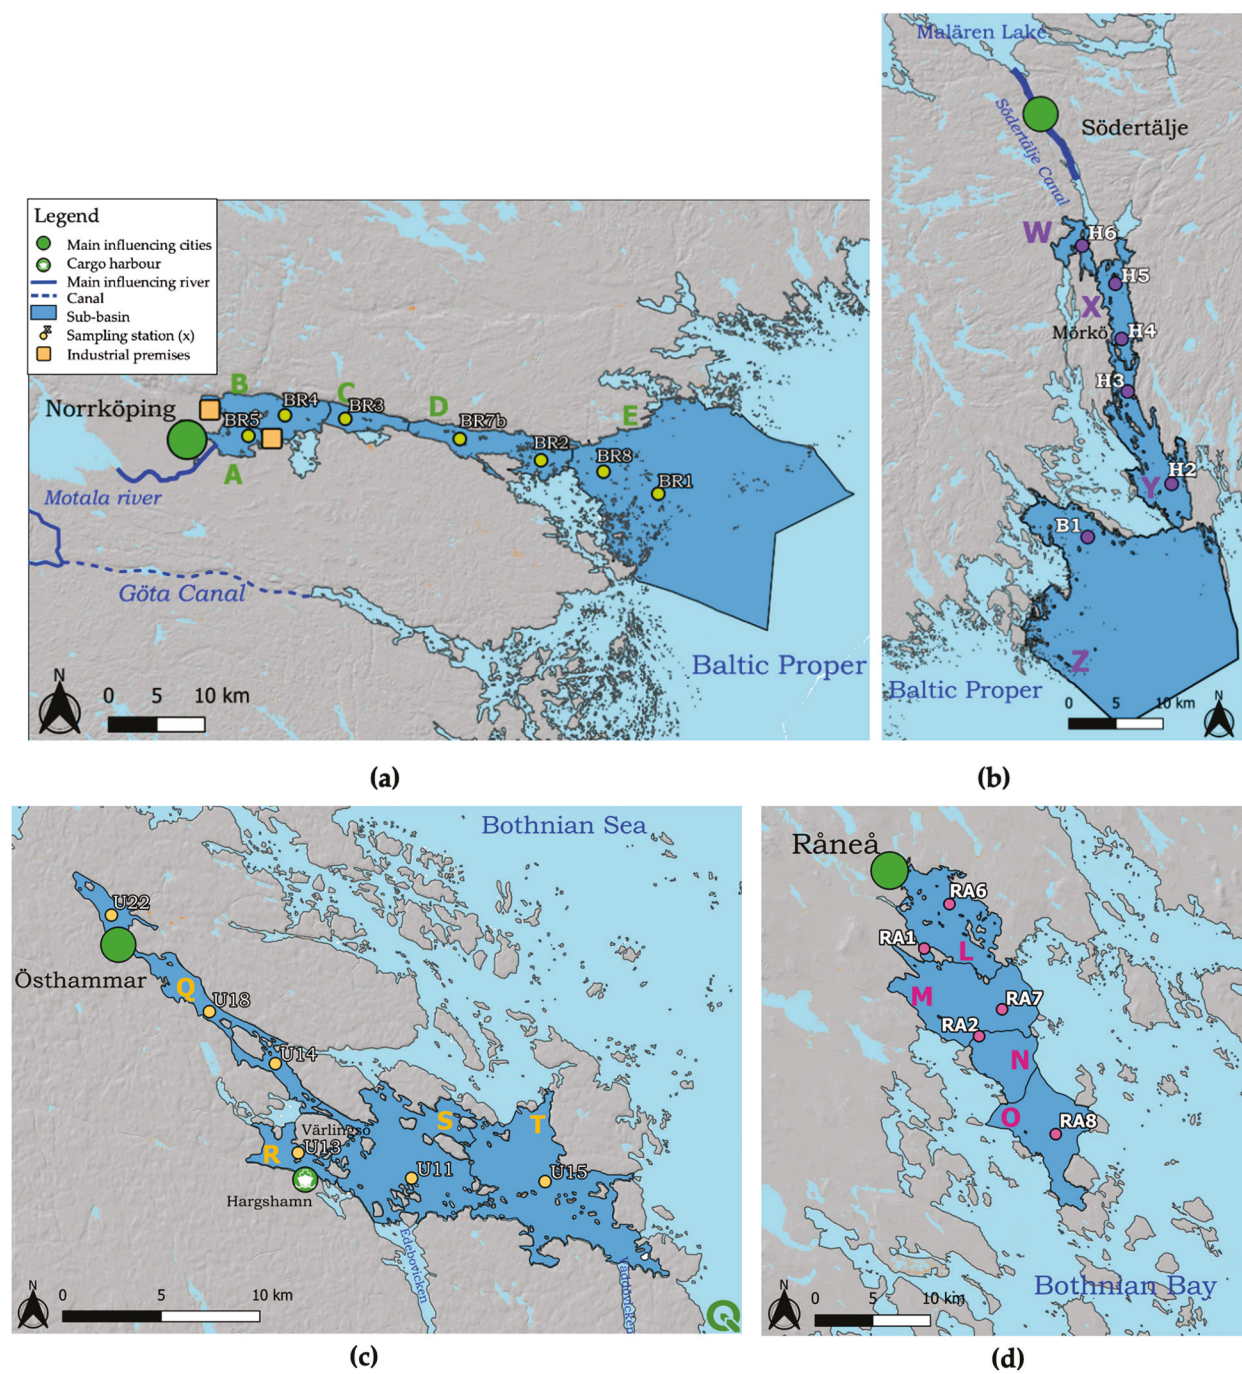 Legend
Main influencing cities
Cargo harbour
Main influencing river
Canal
Sub-basin
x
Sampling station (x)
Industrial premises
Norrköping
Motala river
Göta Canal
A
B
C
D
E
BR5
BR4
BR3
BR7b
BR2
BR8
BR1
Baltic Proper
N
0 5 10 km
(a)
Malären Lake
Södertälje Canal
Södertälje
W
H6
H5
X
Mörkö
H4
H3
Y
H2
B1
Z
Baltic Proper
0 5 10 km
N
(b)
Bothnian Sea
U22
Östhammar
Q
U18
U14
Värlingsö
U13
R
Hargshamn
S
T
U11
U15
Edebovicken
Väddövicken
N
0 5 10 km
Q
(c)
Råneå
RA6
RA1
L
M
RA7
RA2
N
O
RA8
Bothnian Bay
N
0 5 10 km
(d)